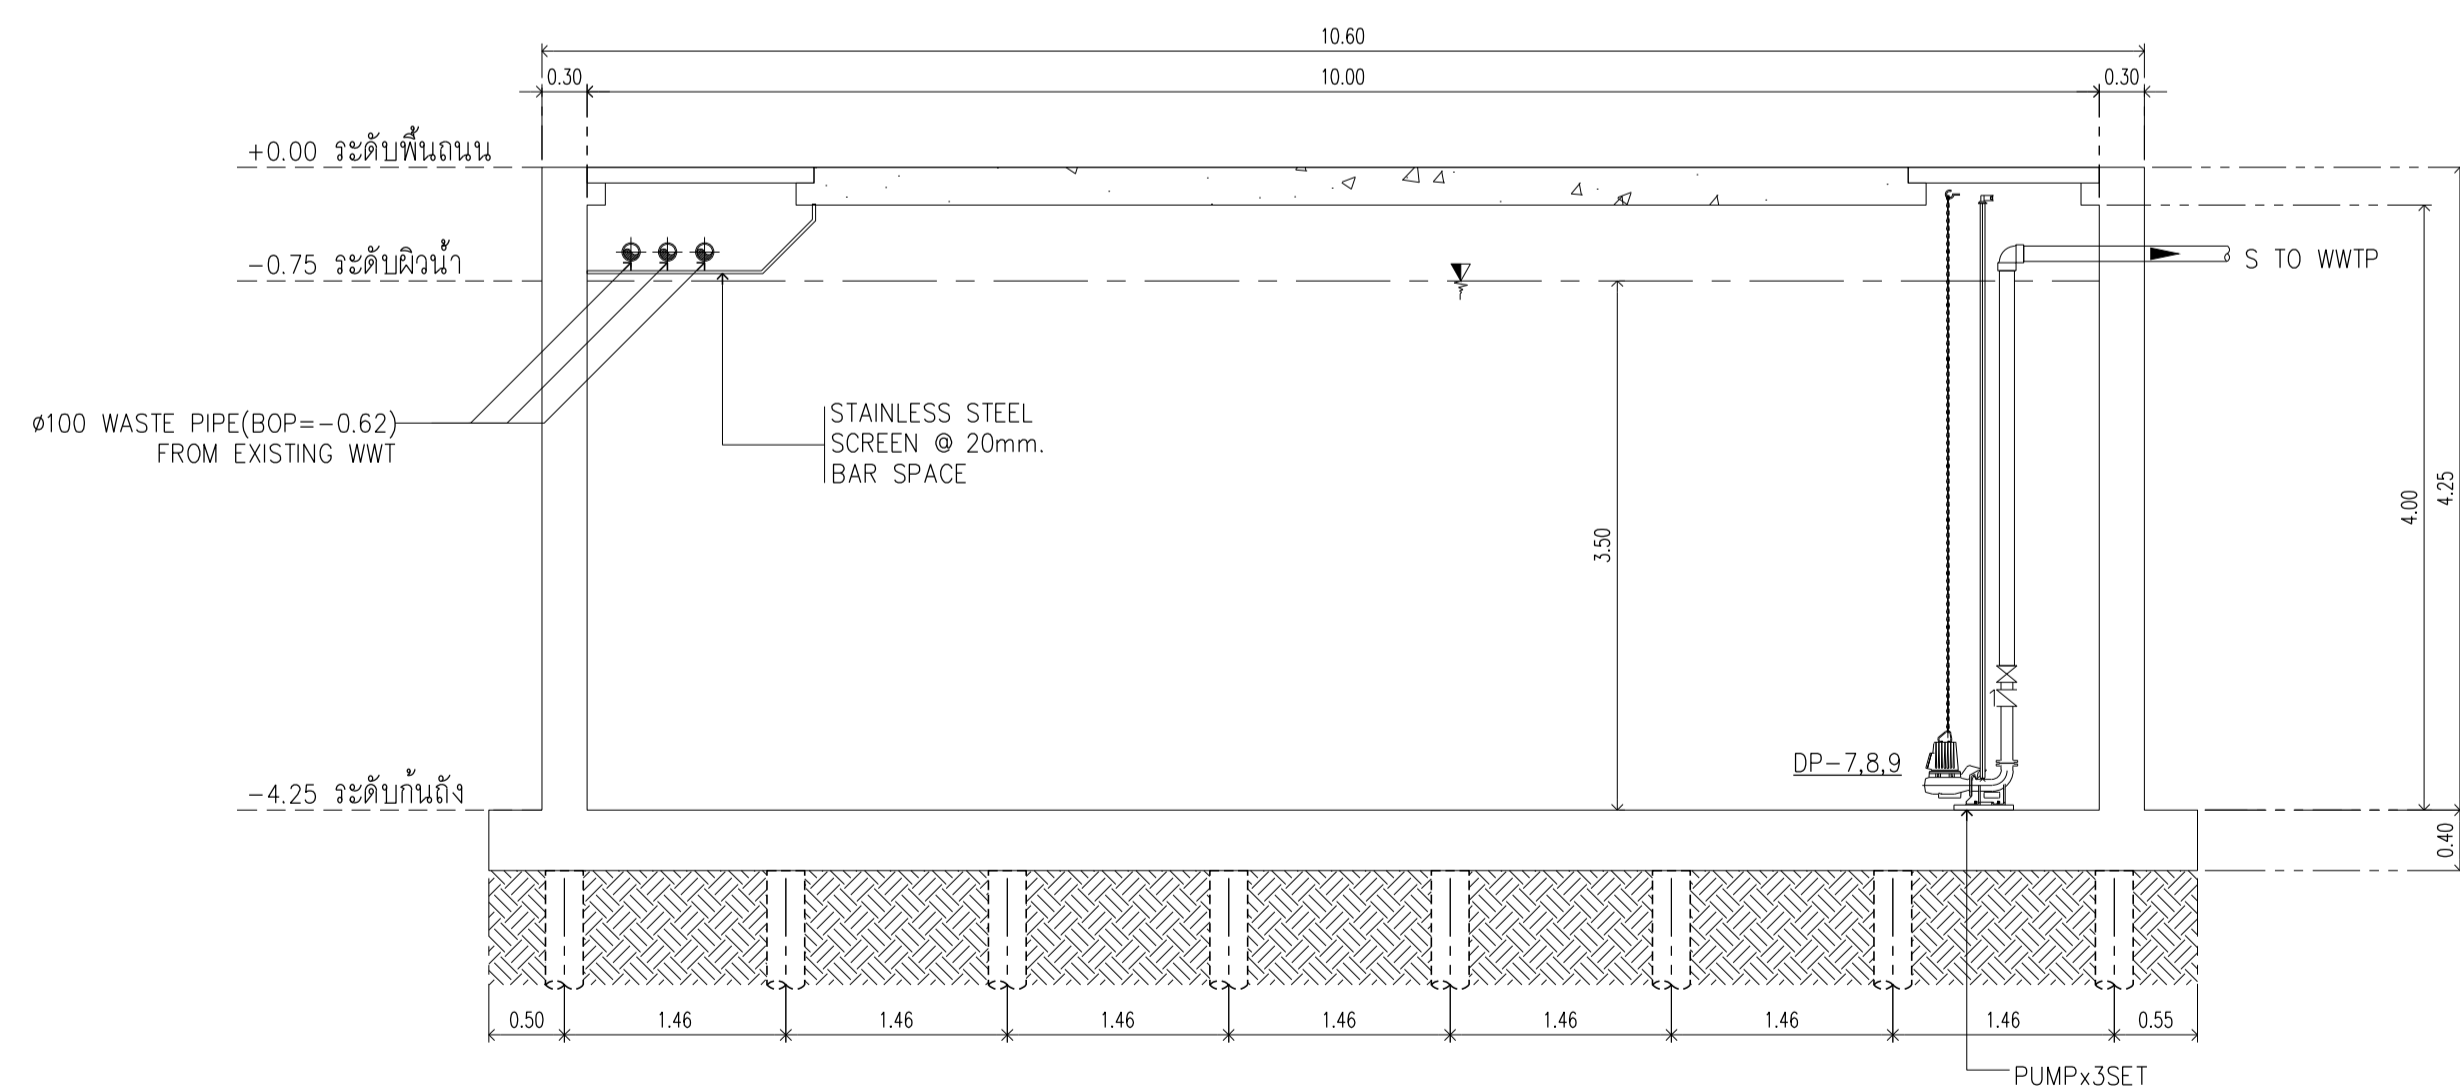 10.60
0.30
10.00
0.30
+0.00 ระดับพื้นถนน
-0.75 ระดับผิวน้ำ
S TO WWTP
ø100 WASTE PIPE(BOP=-0.62)
FROM EXISTING WWT
STAINLESS STEEL
SCREEN @ 20mm.
BAR SPACE
3.50
4.00
4.25
DP-7,8,9
-4.25 ระดับก้นถัง
0.40
0.50
1.46
1.46
1.46
1.46
1.46
1.46
1.46
0.55
PUMPx3SET